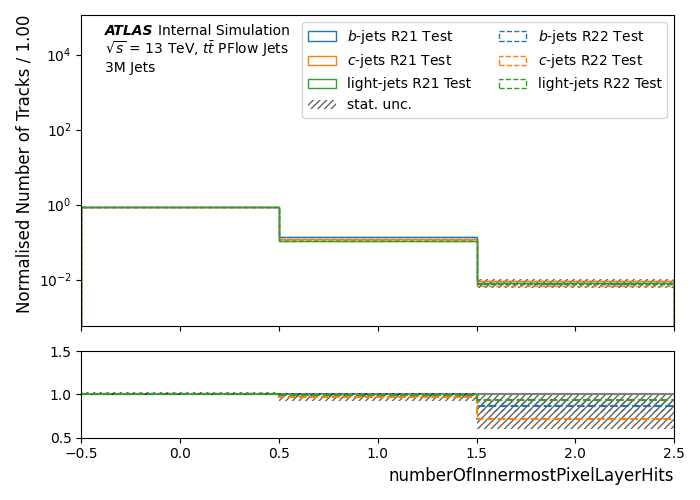 ATLAS Internal Simulation
√s = 13 TeV, tt̄ PFlow Jets
3M Jets
b-jets R21 Test
c-jets R21 Test
light-jets R21 Test
stat. unc.
b-jets R22 Test
c-jets R22 Test
light-jets R22 Test
Normalised Number of Tracks / 1.00
10⁴
10²
10⁰
10⁻²
1.5
1.0
0.5
−0.5 0.0 0.5 1.0 1.5 2.0 2.5
numberOfInnermostPixelLayerHits